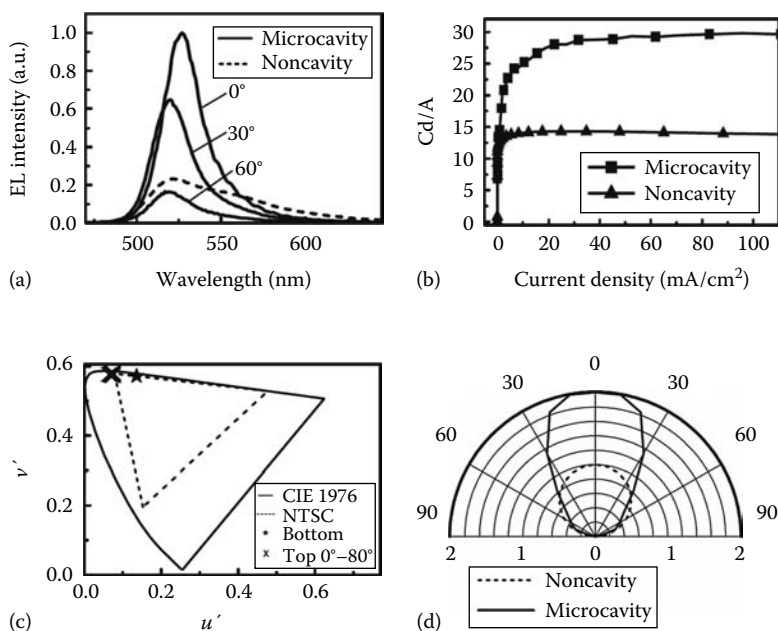 EL intensity (a.u.)
1.0
0.8
0.6
0.4
0.2
0.0
Microcavity
Noncavity
0°
30°
60°
500
550
600
(a)
Wavelength (nm)
Cd/A
30
25
20
15
10
5
0
Microcavity
Noncavity
0
20
40
60
80
100
(b)
Current density (mA/cm²)
v′
0.6
0.4
0.2
0.0
CIE 1976
NTSC
Bottom
Top 0°–80°
0.0
0.2
0.4
0.6
(c)
u′
0
30
30
60
60
90
90
2
1
0
1
2
Noncavity
Microcavity
(d)